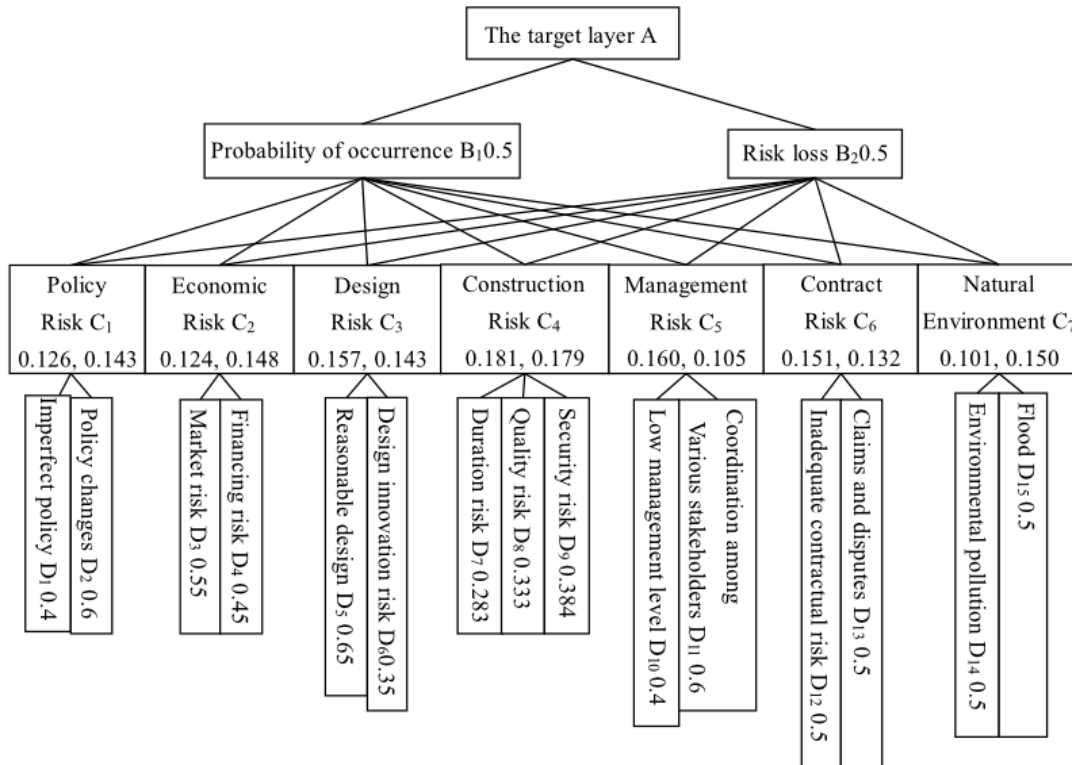 The target layer A
Probability of occurrence B₁0.5
Risk loss B₂0.5
Policy
Risk C₁
0.126, 0.143
Economic
Risk C₂
0.124, 0.148
Design
Risk C₃
0.157, 0.143
Construction
Risk C₄
0.181, 0.179
Management
Risk C₅
0.160, 0.105
Contract
Risk C₆
0.151, 0.132
Natural
Environment C₇
0.101, 0.150
Imperfect policy D₁ 0.4
Policy changes D₂ 0.6
Market risk D₃ 0.55
Financing risk D₄ 0.45
Reasonable design D₅ 0.65
Design innovation risk D₆0.35
Duration risk D₇ 0.283
Quality risk D₈ 0.333
Security risk D₉ 0.384
Low management level D₁₀ 0.4
Coordination among
Various stakeholders D₁₁ 0.6
Inadequate contractual risk D₁₂ 0.5
Claims and disputes D₁₃ 0.5
Environmental pollution D₁₄ 0.5
Flood D₁₅ 0.5